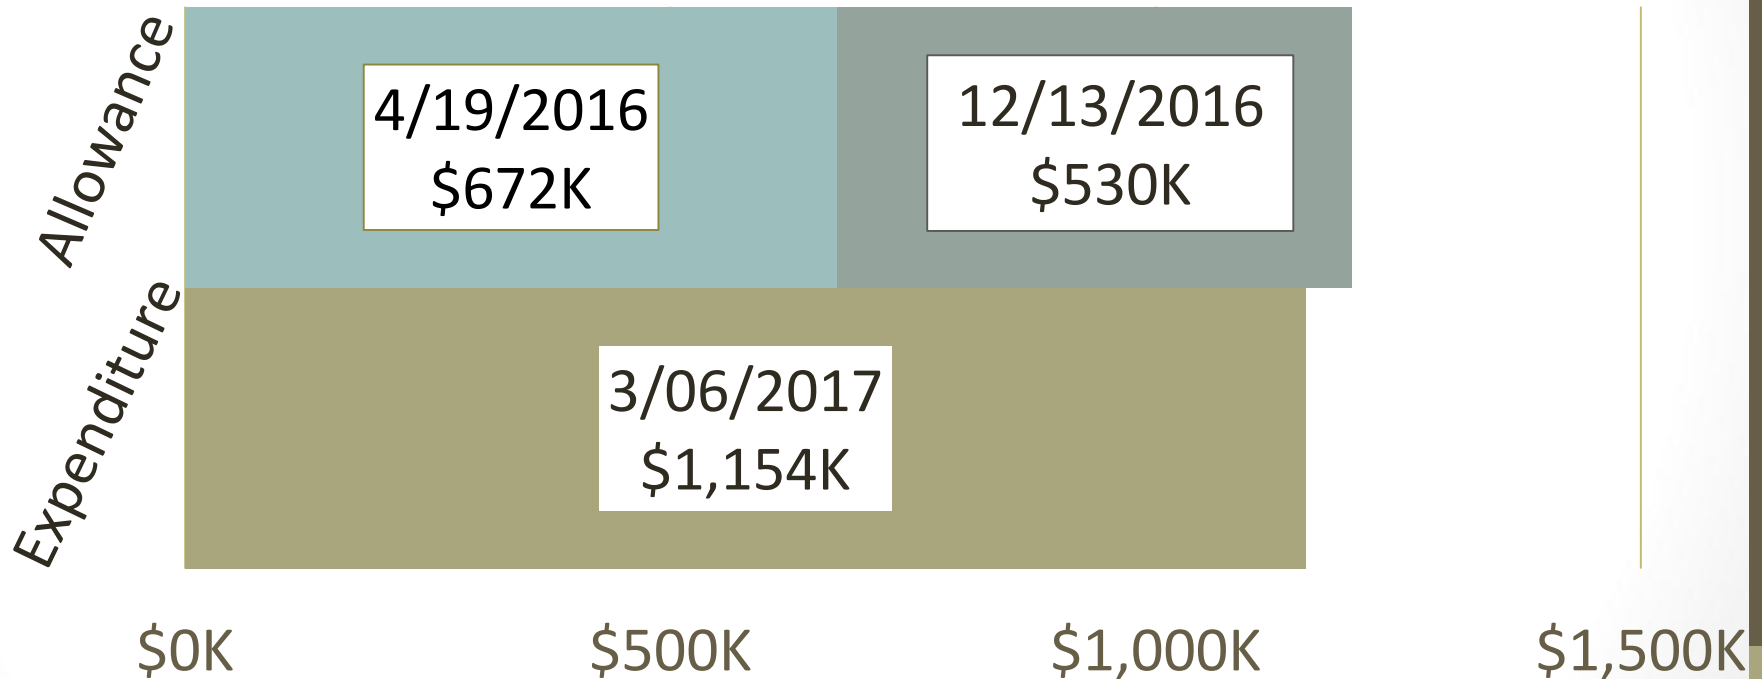 Allowance
4/19/2016
$672K
12/13/2016
$530K
Expenditure
3/06/2017
$1,154K
$0K
$500K
$1,000K
$1,500K